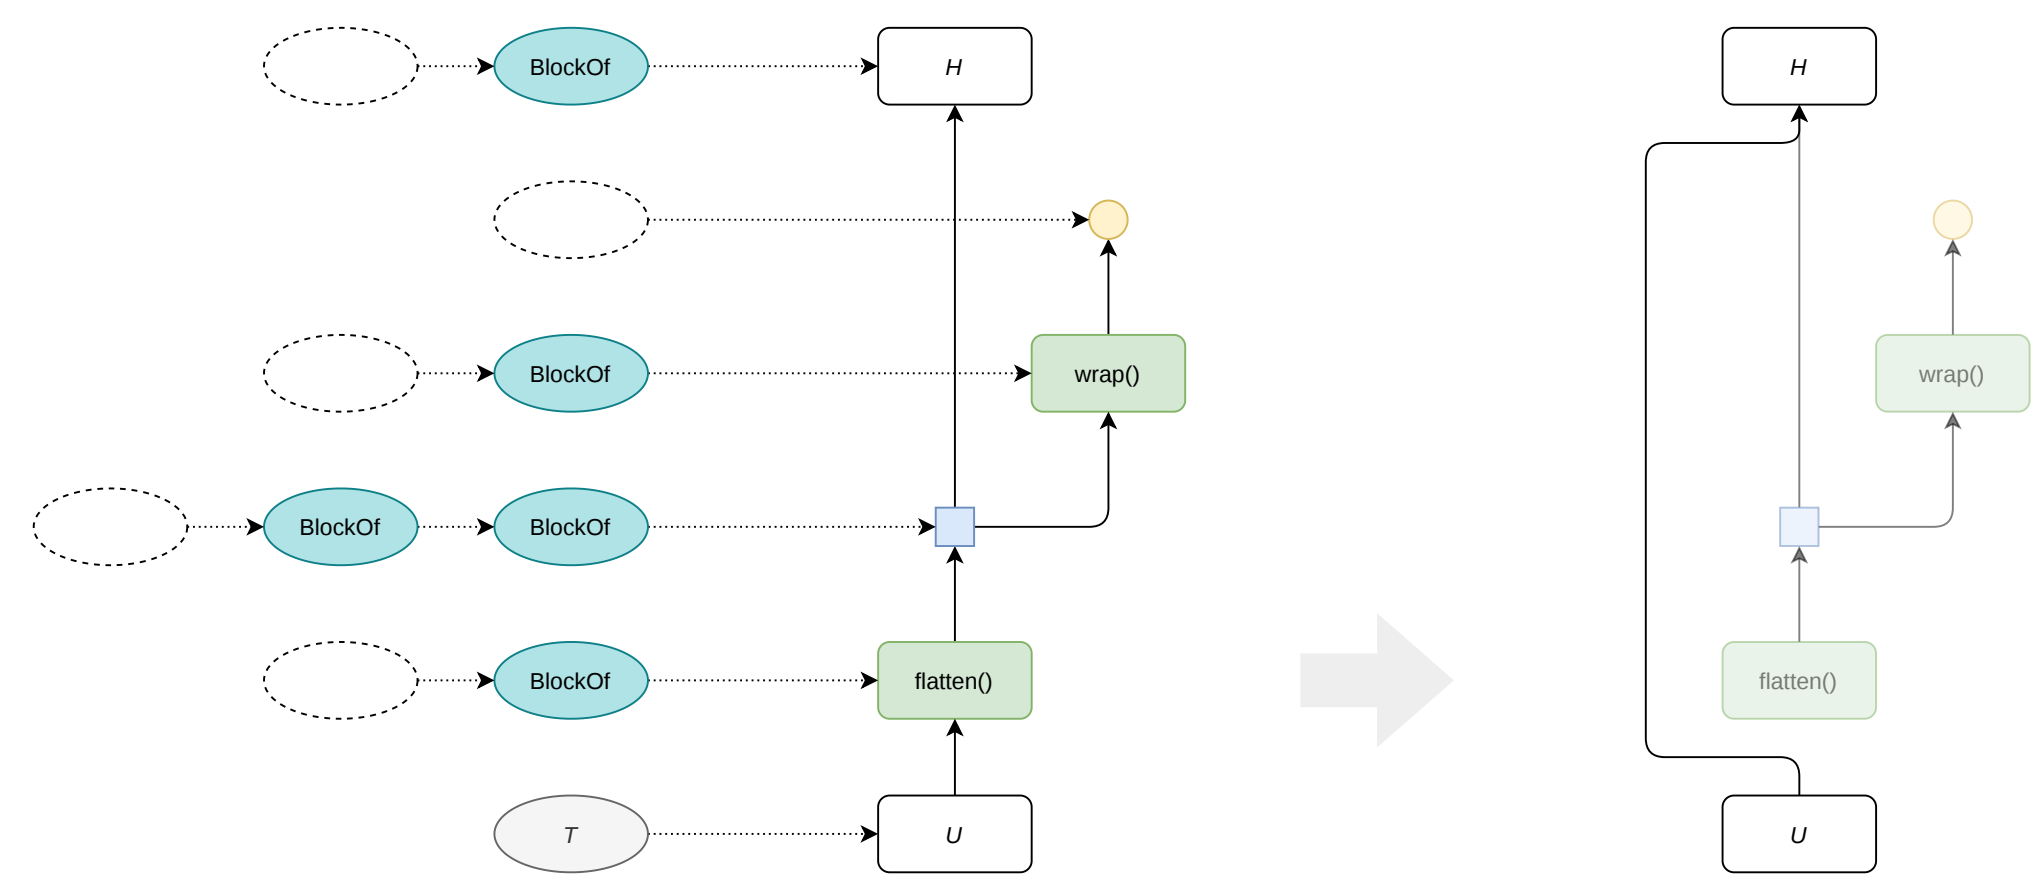 BlockOf
H
H
BlockOf
wrap()
wrap()
BlockOf
BlockOf
BlockOf
flatten()
flatten()
T
U
U